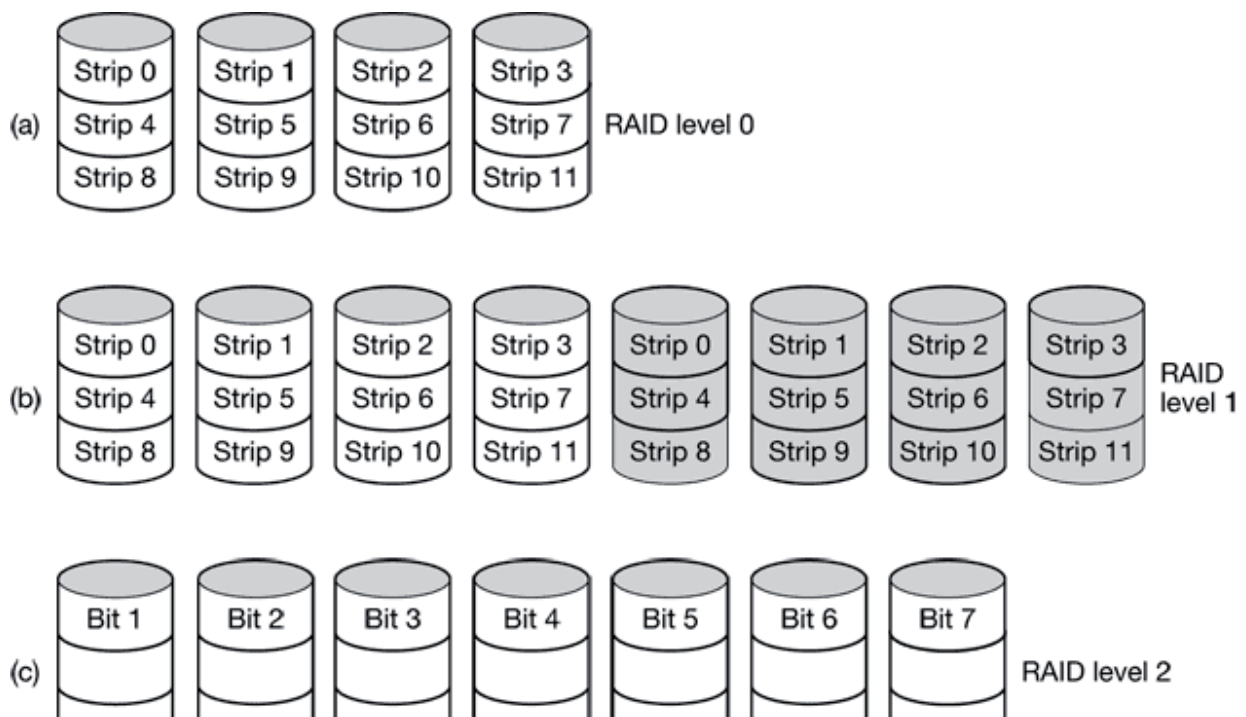 Strip 0 Strip 1 Strip 2 Strip 3
(a) Strip 4 Strip 5 Strip 6 Strip 7 RAID level 0
Strip 8 Strip 9 Strip 10 Strip 11
Strip 0 Strip 1 Strip 2 Strip 3 Strip 0 Strip 1 Strip 2 Strip 3
(b) Strip 4 Strip 5 Strip 6 Strip 7 Strip 4 Strip 5 Strip 6 Strip 7 RAID level 1
Strip 8 Strip 9 Strip 10 Strip 11 Strip 8 Strip 9 Strip 10 Strip 11
Bit 1 Bit 2 Bit 3 Bit 4 Bit 5 Bit 6 Bit 7
(c) RAID level 2